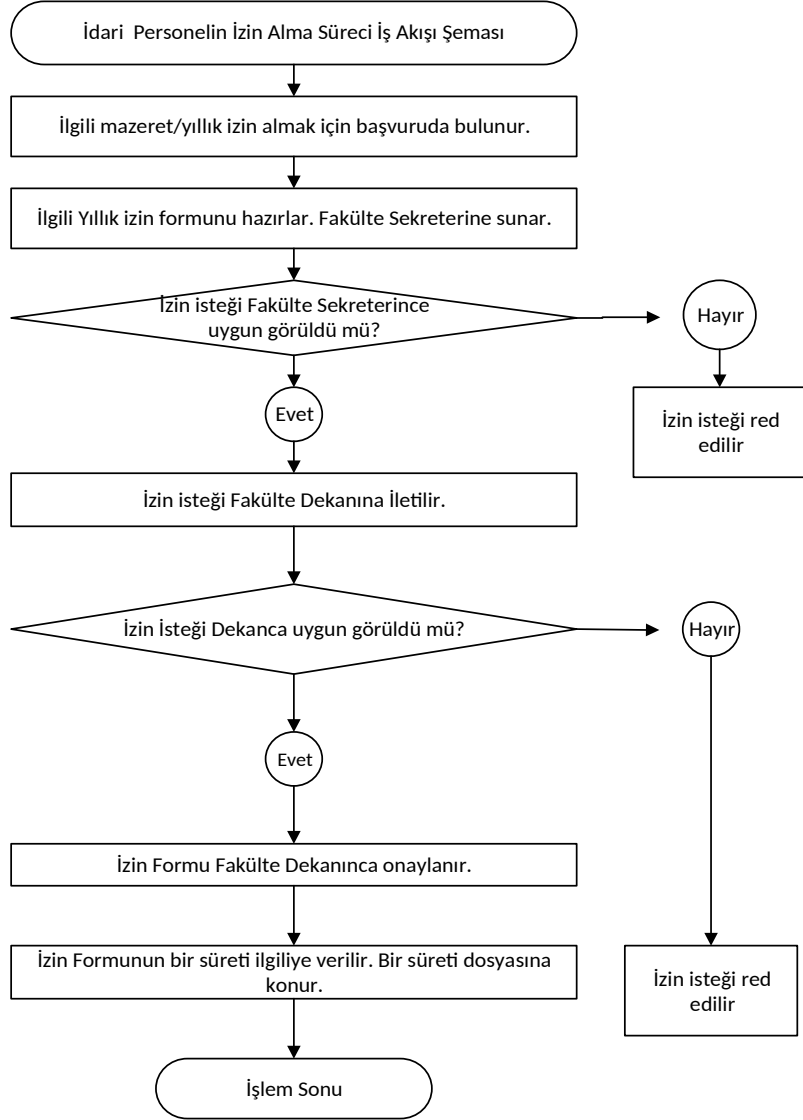 İdari  Personelin İzin Alma Süreci İş Akışı Şeması
İlgili mazeret/yıllık izin almak için başvuruda bulunur.
İlgili Yıllık izin formunu hazırlar. Fakülte Sekreterine sunar.
İzin isteği Fakülte Sekreterince
uygun görüldü mü?
Hayır
Evet
İzin isteği red
edilir
İzin isteği Fakülte Dekanına İletilir.
İzin İsteği Dekanca uygun görüldü mü?
Hayır
Evet
İzin Formu Fakülte Dekanınca onaylanır.
İzin Formunun bir süreti ilgiliye verilir. Bir süreti dosyasına
konur.
İzin isteği red
edilir
İşlem Sonu